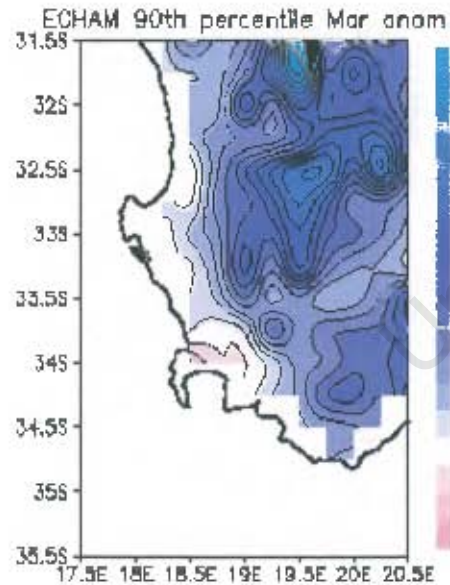 ECHAM 90th percentile Mar anom
31.5S
32S
32.5S
33S
33.5S
34S
34.5S
35S
35.5S
17.5E 18E 18.5E 19E 19.5E 20E 20.5E